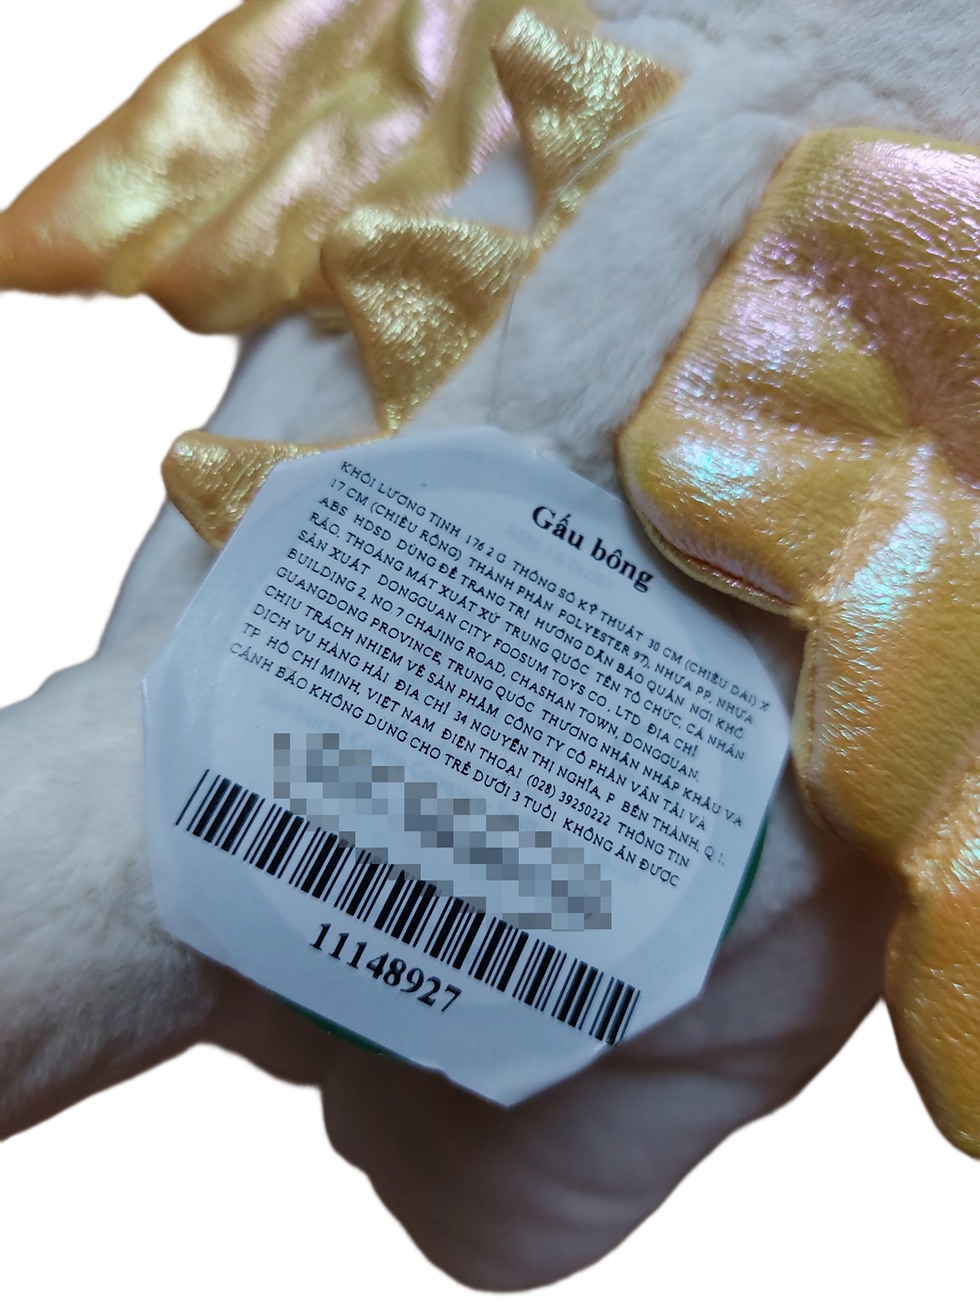 Gấu bông
KHỐI LƯỢNG TỊNH 176 2 G THÔNG SỐ KỸ THUẬT 30 CM (CHIỀU DÀI) X
17 CM (CHIỀU RỘNG) THÀNH PHẦN POLYESTER 97), NHỰA PP, NHỰA
ABS HDSD DÙNG ĐỂ TRANG TRÍ HƯỚNG DẪN BẢO QUẢN NƠI KHÔ
RÁO, THOÁNG MÁT XUẤT XỨ TRUNG QUỐC TÊN TỔ CHỨC, CÁ NHÂN
SẢN XUẤT DONGGUAN CITY FOOSUM TOYS CO, LTD ĐỊA CHỈ
BUILDING 2, NO 7 CHAJING ROAD, CHASHAN TOWN, DONGGUAN,
GUANGDONG PROVINCE, TRUNG QUỐC THƯƠNG NHÂN NHẬP KHẨU VÀ
CHỊU TRÁCH NHIỆM VỀ SẢN PHẨM CÔNG TY CỔ PHẦN VẬN TẢI VÀ
DỊCH VỤ HÀNG HẢI ĐỊA CHỈ 34 NGUYỄN THỊ NGHĨA, P BẾN THÀNH, Q
TP HỒ CHÍ MINH, VIỆT NAM ĐIỆN THOẠI (028) 39250222 THÔNG TIN
CẢNH BÁO KHÔNG DÙNG CHO TRẺ DƯỚI 3 TUỔI KHÔNG ĂN ĐƯỢC
11148927